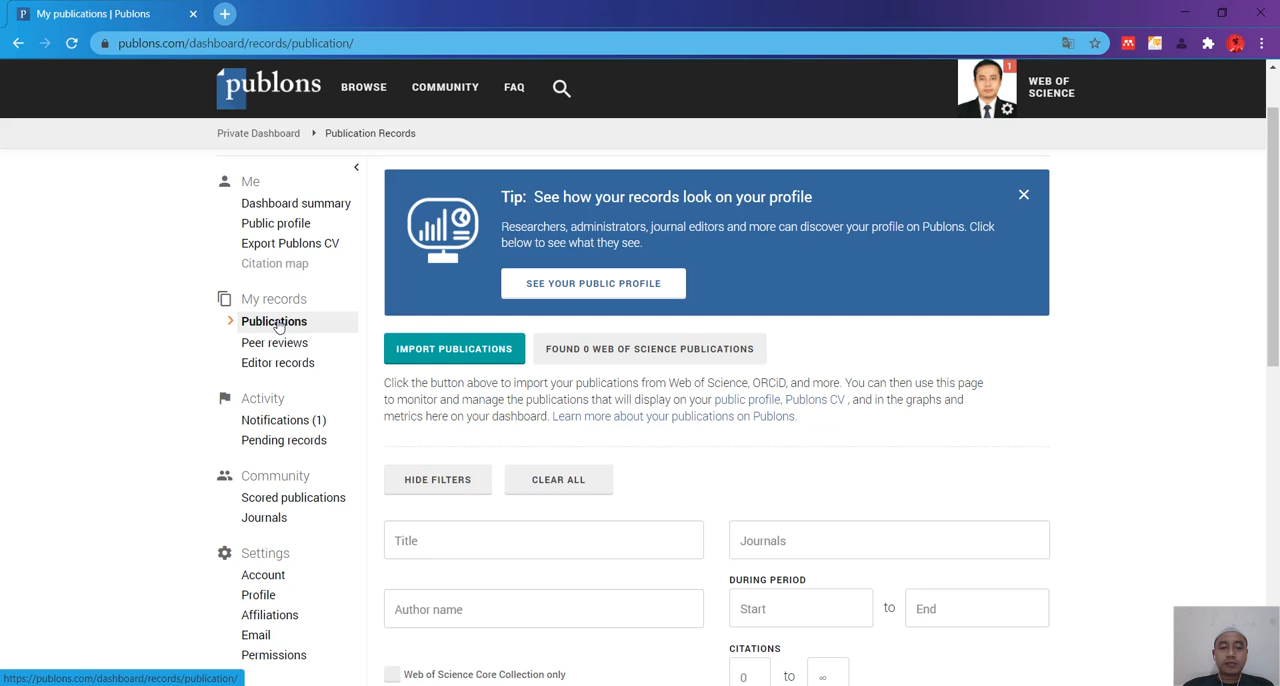 P My publications | Publons
publons.com/dashboard/records/publication/
publons
BROWSE
COMMUNITY
FAQ
1
WEB OF
SCIENCE
Private Dashboard
Publication Records
Me
Dashboard summary
Public profile
Export Publons CV
Citation map
My records
Publications
Peer reviews
Editor records
Activity
Notifications (1)
Pending records
Community
Scored publications
Journals
Settings
Account
Profile
Affiliations
Email
Permissions
Tip: See how your records look on your profile
Researchers, administrators, journal editors and more can discover your profile on Publons. Click
below to see what they see.
SEE YOUR PUBLIC PROFILE
IMPORT PUBLICATIONS
FOUND 0 WEB OF SCIENCE PUBLICATIONS
Click the button above to import your publications from Web of Science, ORCiD, and more. You can then use this page
to monitor and manage the publications that will display on your public profile, Publons CV , and in the graphs and
metrics here on your dashboard. Learn more about your publications on Publons.
HIDE FILTERS
CLEAR ALL
Title
Journals
DURING PERIOD
Start
to
End
Author name
CITATIONS
0
to
∞
Web of Science Core Collection only
https://publons.com/dashboard/records/publication/